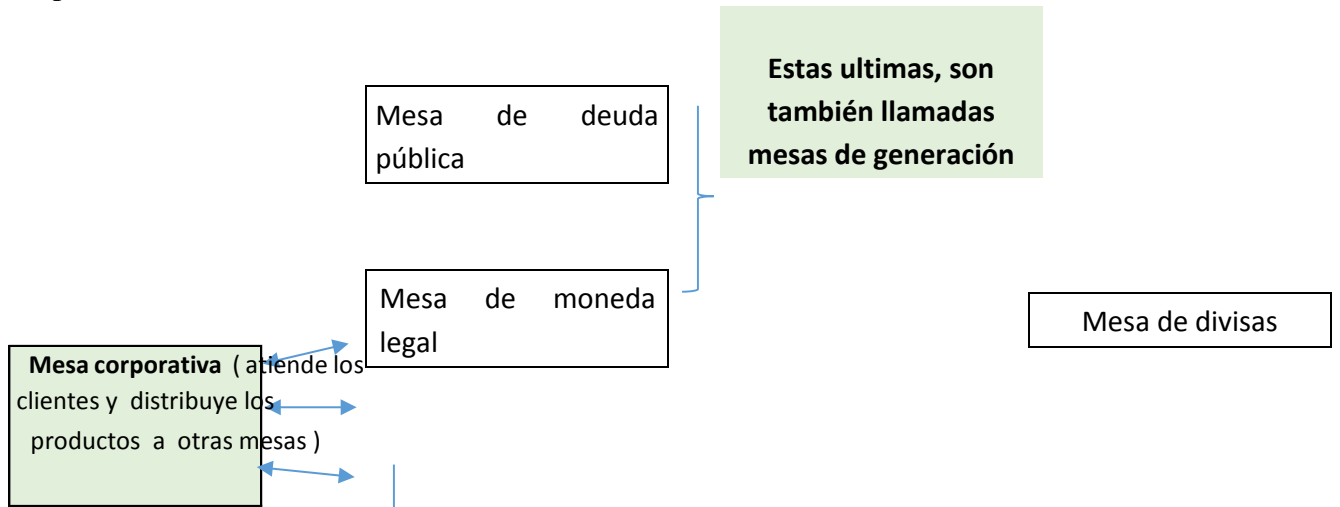 Estas ultimas, son
también llamadas
mesas de generación
Mesa de deuda
pública
Mesa de moneda
legal
Mesa de divisas
Mesa corporativa ( atiende los
clientes y distribuye los
productos a otras mesas )